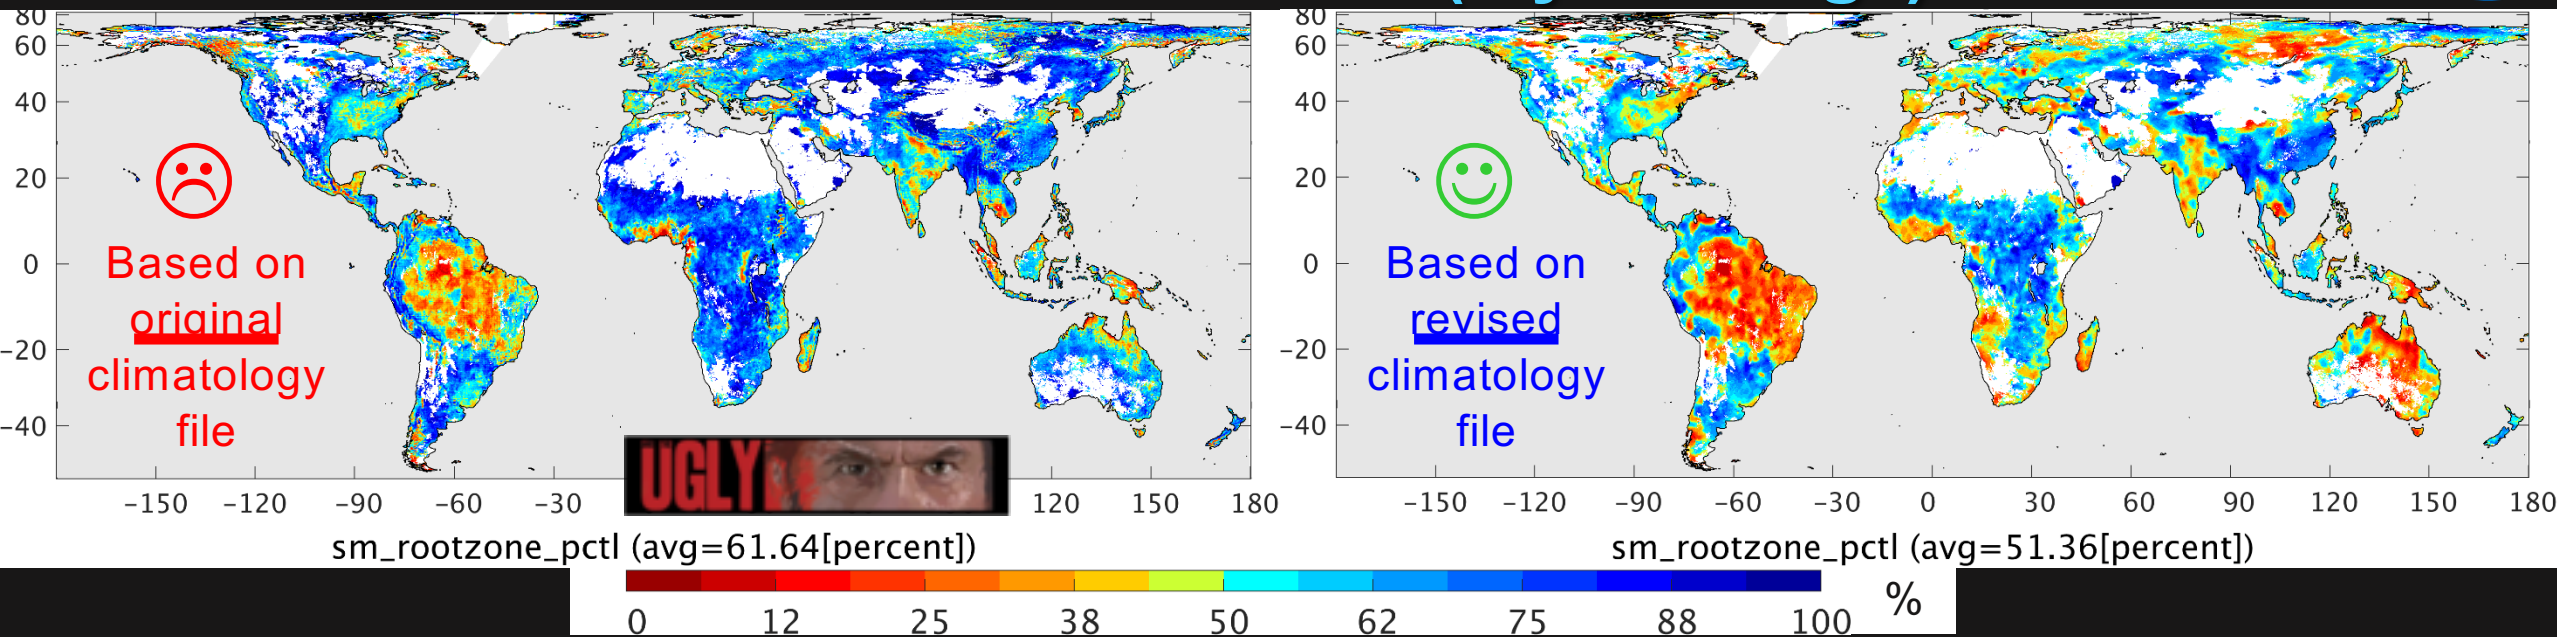 80
60
40
20
0
−20
−40
−150 −120 −90 −60 −30 120 150 180
Based on
original
climatology
file
UGLY
sm_rootzone_pctl (avg=61.64[percent])
80
60
40
20
0
−20
−40
−150 −120 −90 −60 −30 0 30 60 90 120 150 180
Based on
revised
climatology
file
sm_rootzone_pctl (avg=51.36[percent])
0 12 25 38 50 62 75 88 100 %